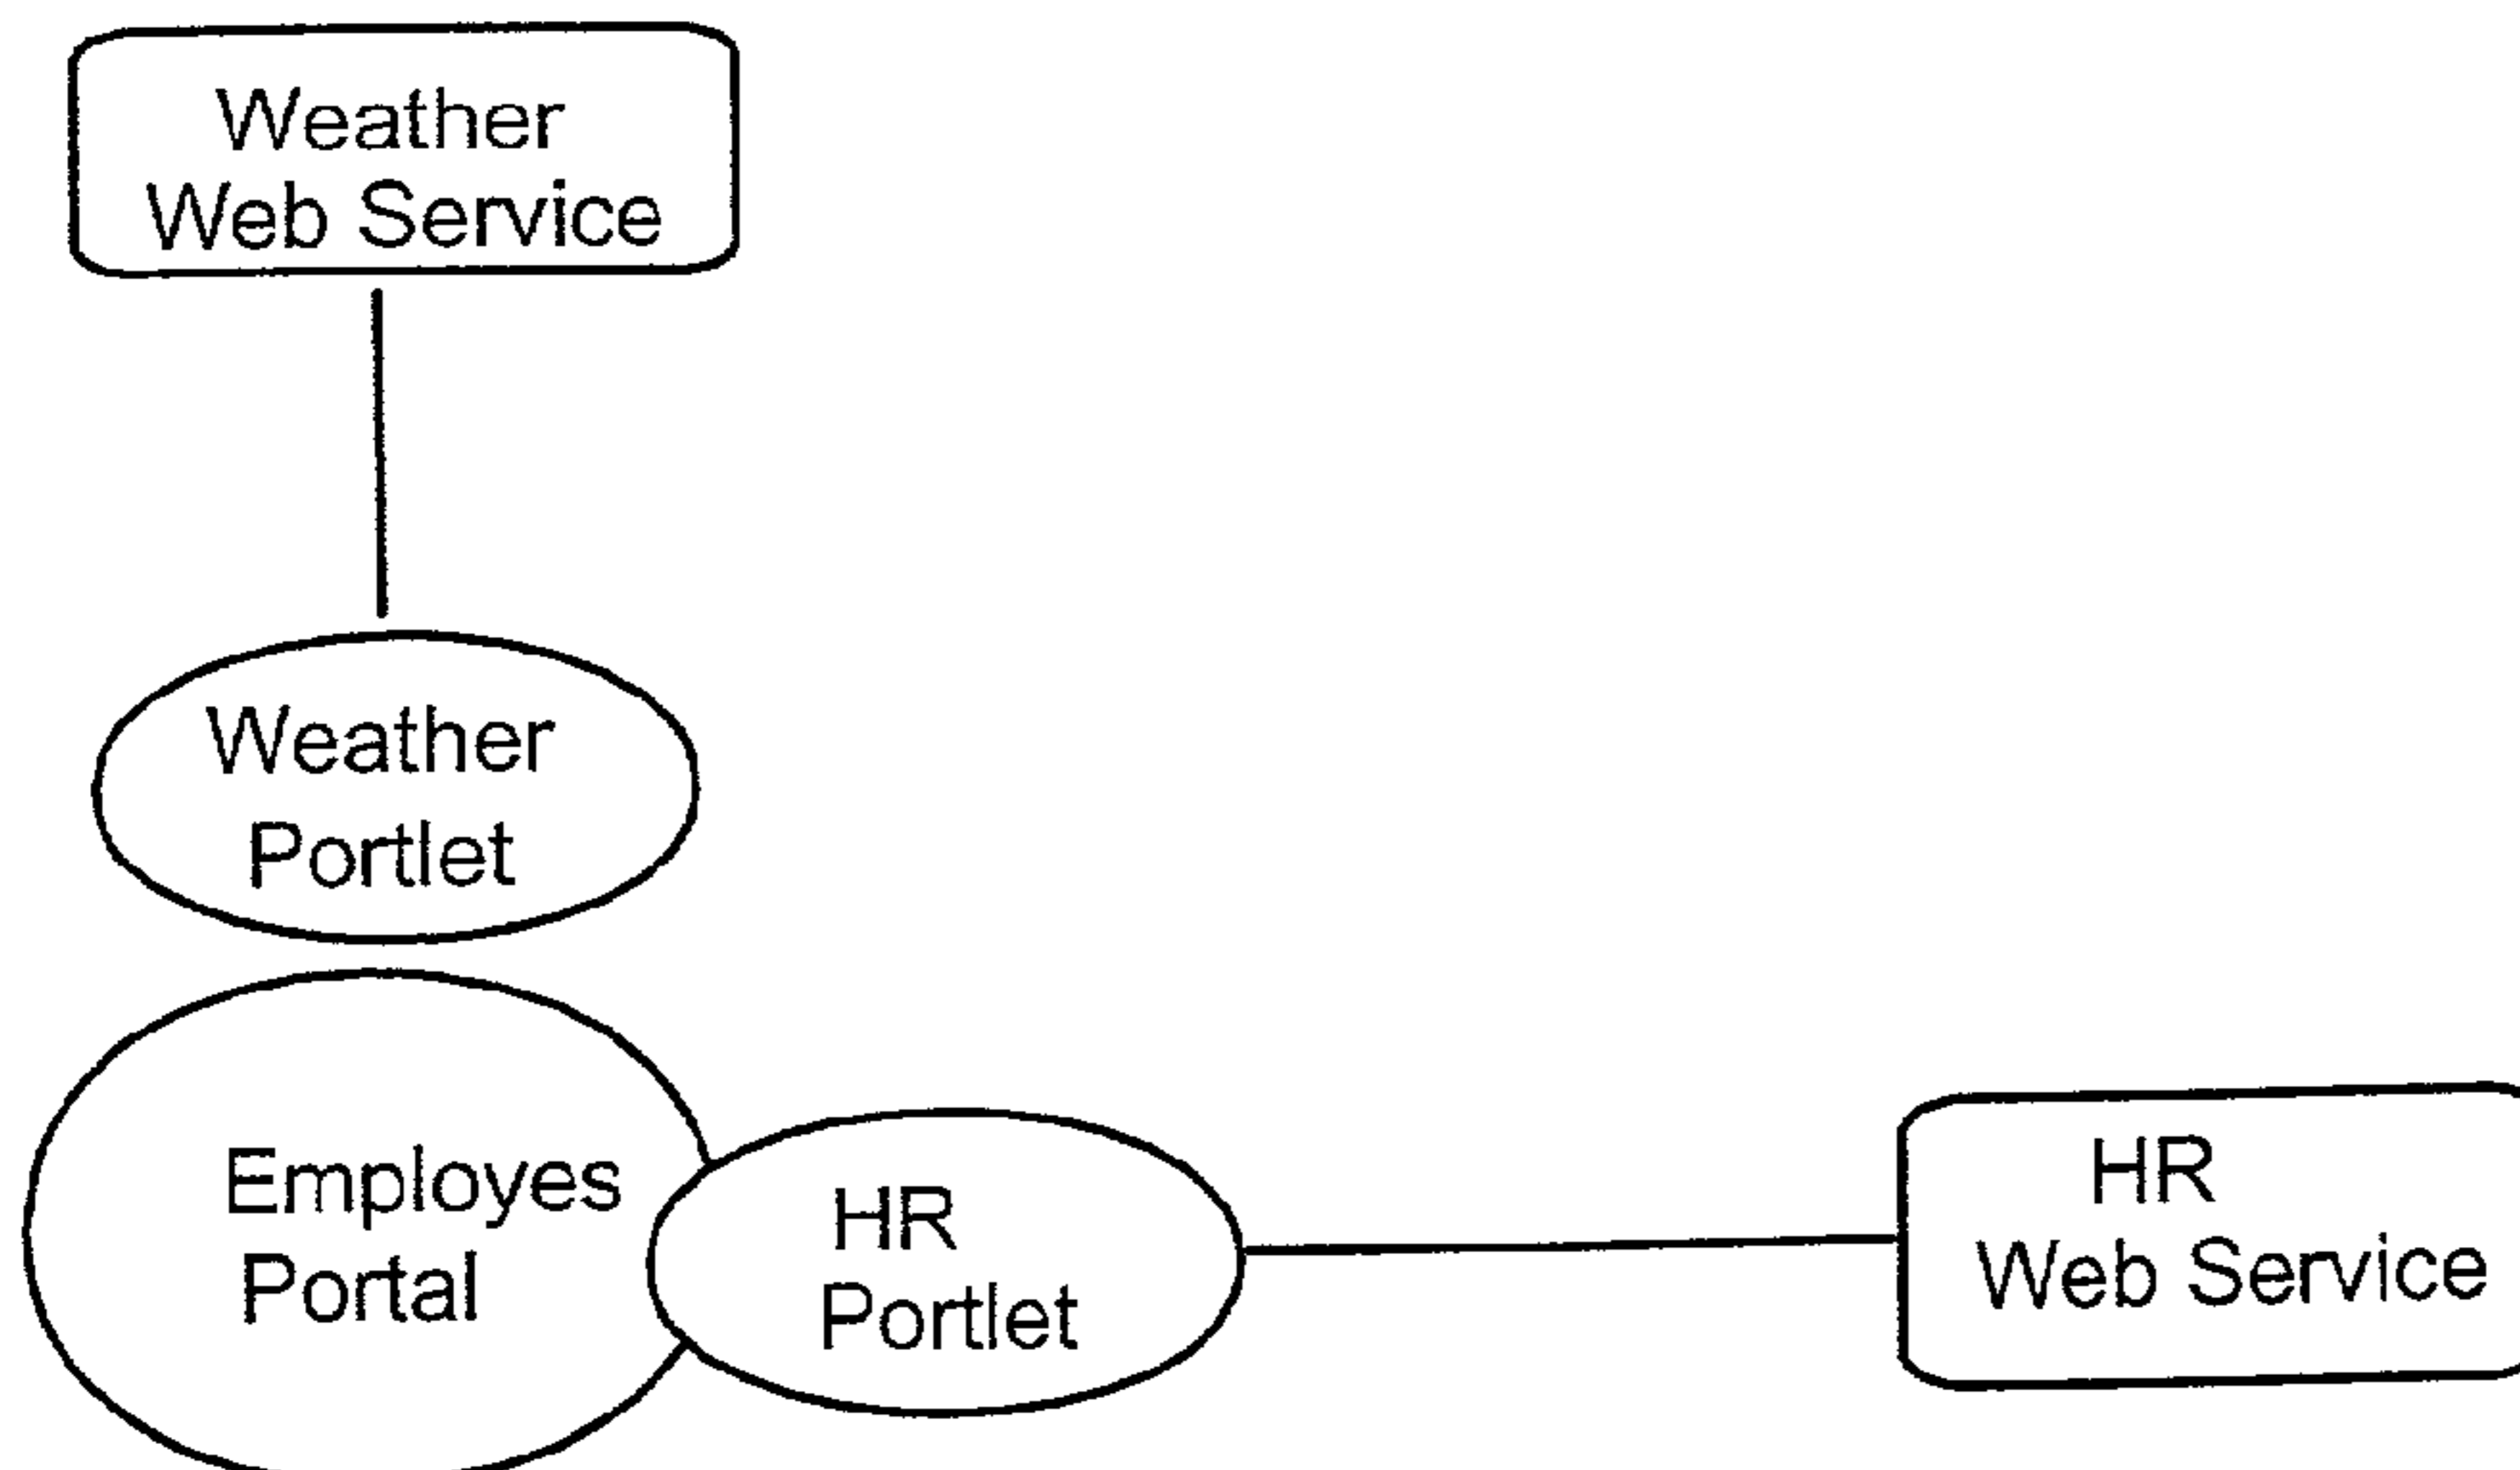 Weather
Web Service
Weather
Portlet
Employes
Portal
HR
Portlet
HR
Web Service